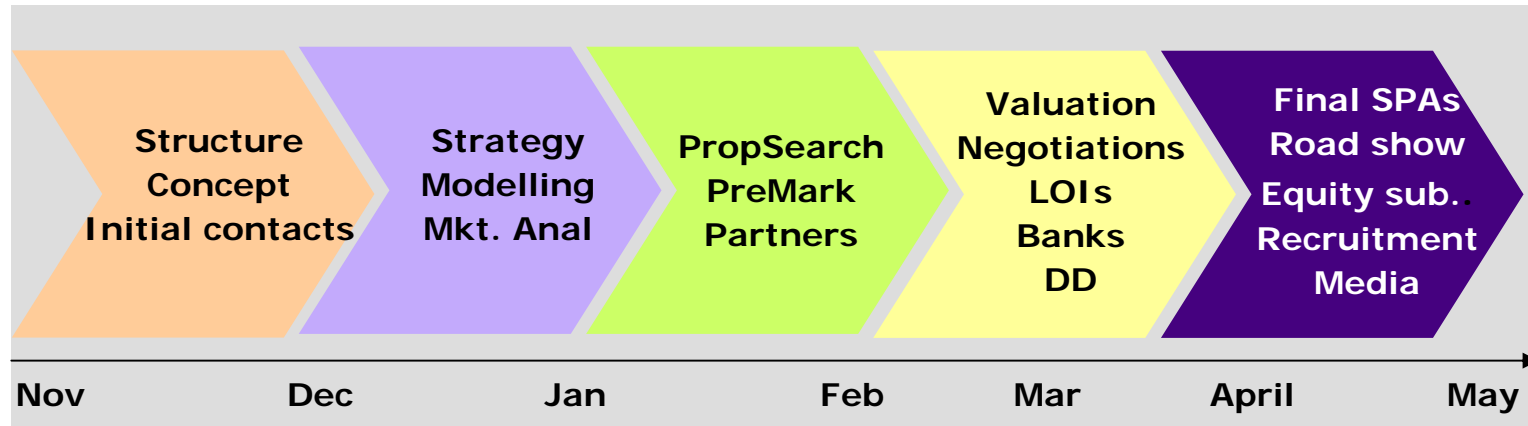 Structure
Concept
Initial contacts
Strategy
Modelling
Mkt. Anal
PropSearch
PreMark
Partners
Valuation
Negotiations
LOIs
Banks
DD
Final SPAs
Road show
Equity sub..
Recruitment
Media
Nov Dec Jan Feb Mar April May